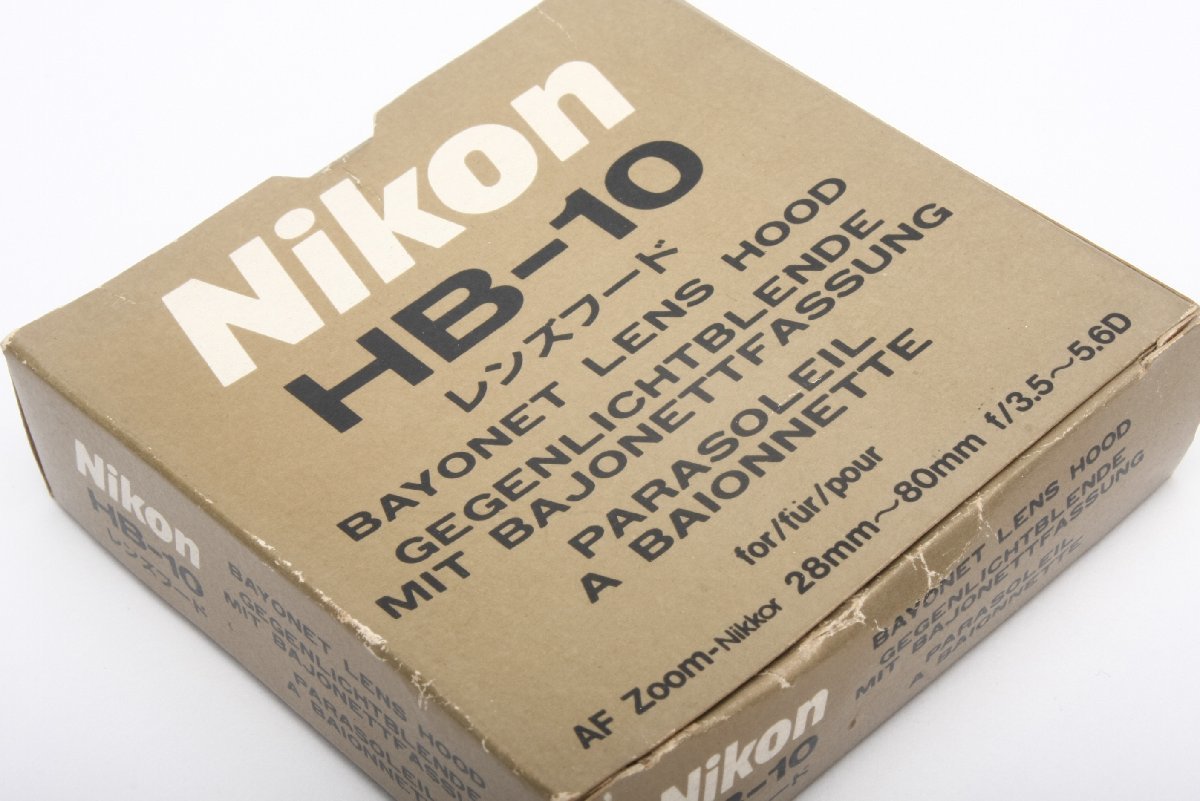 Nikon
HB-10
レンズフード
BAYONET LENS HOOD
GEGENLICHTBLENDE
MIT BAJONETTFASSUNG
PARASOLEIL
A BAIONNETTE
for/für/pour
AF Zoom-Nikkor 28mm～80mm f/3.5～5.6D
Nikon
HB-10
レンズフード
BAYONET LENS HOOD
GEGENLICHTBLENDE
MIT BAJONETTFASSU
PARASOLEIL
A BAIONNET
Nikon
HB-10
BAYONET LENS HOOD
GEGENLICHTBLENDE
MIT BAJONETTFASSUNG
PARASOLEIL
A BAIONNETTE